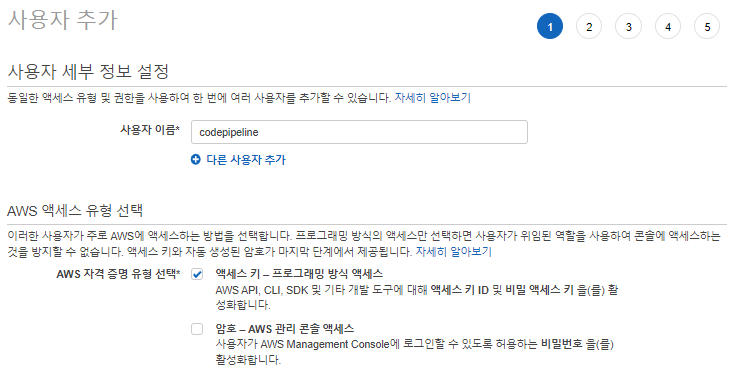 사용자 추가
1 2 3 4 5
사용자 세부 정보 설정
동일한 액세스 유형 및 권한을 사용하여 한 번에 여러 사용자를 추가할 수 있습니다. 자세히 알아보기
사용자 이름* codepipeline
다른 사용자 추가
AWS 액세스 유형 선택
이러한 사용자가 주로 AWS에 액세스하는 방법을 선택합니다. 프로그래밍 방식의 액세스만 선택하면 사용자가 위임된 역할을 사용하여 콘솔에 액세스하는
것을 방지할 수 없습니다. 액세스 키와 자동 생성된 암호가 마지막 단계에서 제공됩니다. 자세히 알아보기
AWS 자격 증명 유형 선택* 액세스 키 – 프로그래밍 방식 액세스
AWS API, CLI, SDK 및 기타 개발 도구에 대해 액세스 키 ID 및 비밀 액세스 키 을(를) 활
성화합니다.
암호 – AWS 관리 콘솔 액세스
사용자가 AWS Management Console에 로그인할 수 있도록 허용하는 비밀번호 을(를)
활성화합니다.